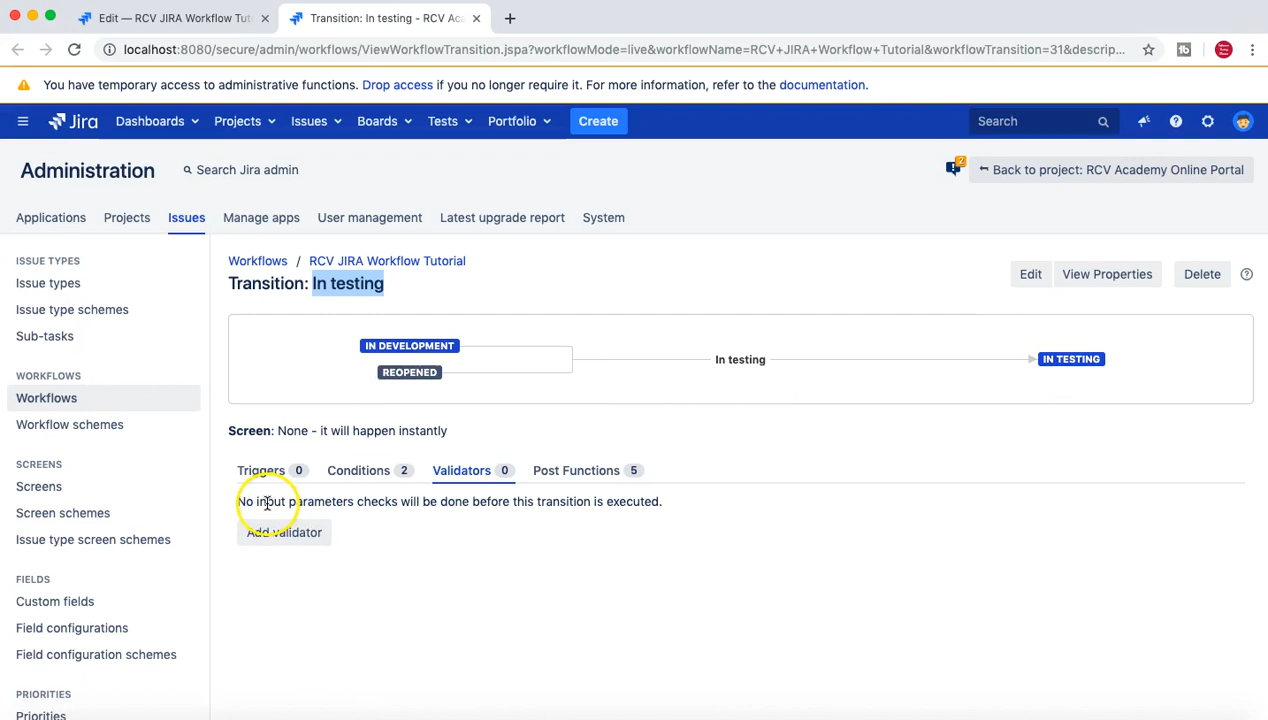 Edit — RCV JIRA Workflow Tut
Transition: In testing - RCV Aca
localhost:8080/secure/admin/workflows/ViewWorkflowTransition.jspa?workflowMode=live&workflowName=RCV+JIRA+Workflow+Tutorial&workflowTransition=31&descrip...
You have temporary access to administrative functions. Drop access if you no longer require it. For more information, refer to the documentation.
Jira Dashboards Projects Issues Boards Tests Portfolio Create Search
Administration
Search Jira admin
2
Back to project: RCV Academy Online Portal
Applications Projects Issues Manage apps User management Latest upgrade report System
ISSUE TYPES
Issue types
Issue type schemes
Sub-tasks
WORKFLOWS
Workflows
Workflow schemes
SCREENS
Screens
Screen schemes
Issue type screen schemes
FIELDS
Custom fields
Field configurations
Field configuration schemes
PRIORITIES
Priorities
Workflows / RCV JIRA Workflow Tutorial
Transition: In testing
Edit View Properties Delete
IN DEVELOPMENT
REOPENED
In testing
IN TESTING
Screen: None - it will happen instantly
Triggers 0 Conditions 2 Validators 0 Post Functions 5
No input parameters checks will be done before this transition is executed.
Add validator